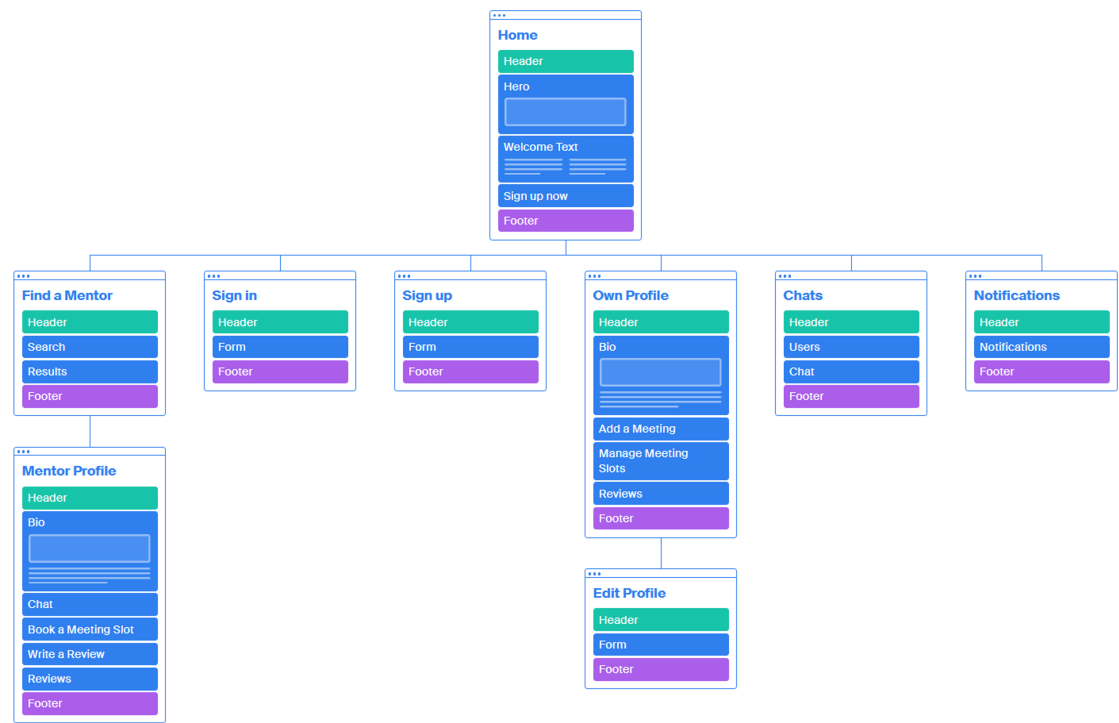 Home
Header
Hero
Welcome Text
Sign up now
Footer
Find a Mentor
Header
Search
Results
Footer
Sign in
Header
Form
Footer
Sign up
Header
Form
Footer
Own Profile
Header
Bio
Add a Meeting
Manage Meeting
Slots
Reviews
Footer
Chats
Header
Users
Chat
Footer
Notifications
Header
Notifications
Footer
Mentor Profile
Header
Bio
Chat
Book a Meeting Slot
Write a Review
Reviews
Footer
Edit Profile
Header
Form
Footer